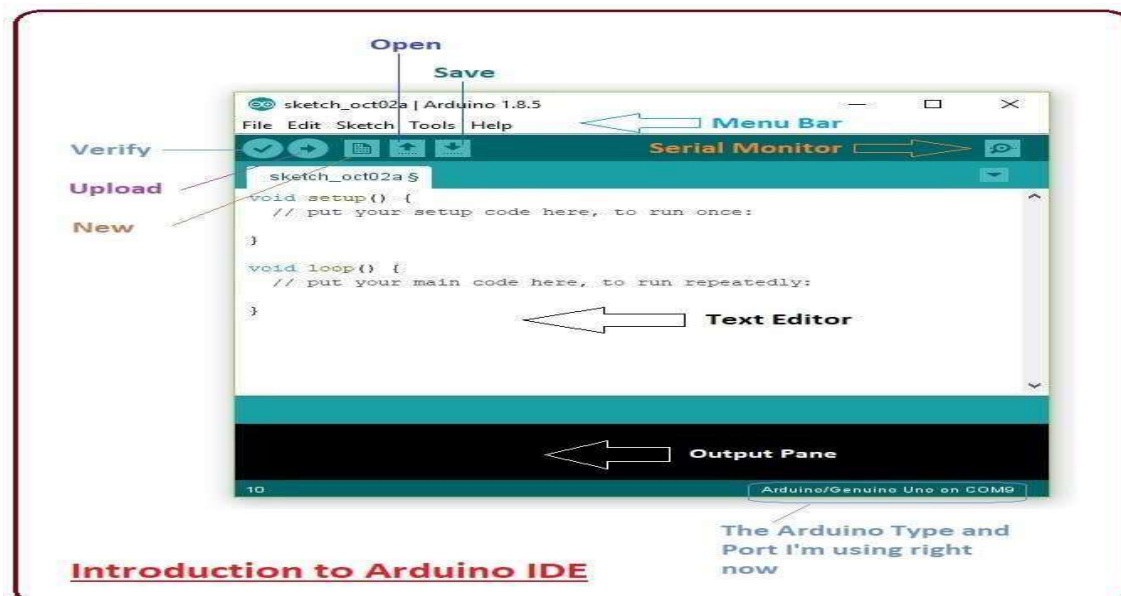 Open
Save
sketch_oct02a | Arduino 1.8.5
File Edit Sketch Tools Help
Menu Bar
Verify
Serial Monitor
Upload
sketch_oct02a §
New
void setup() {
// put your setup code here, to run once:
}
void loop() {
// put your main code here, to run repeatedly:
}
Text Editor
Output Pane
10
Arduino/Genuino Uno on COM9
The Arduino Type and
Port I'm using right
now
Introduction to Arduino IDE